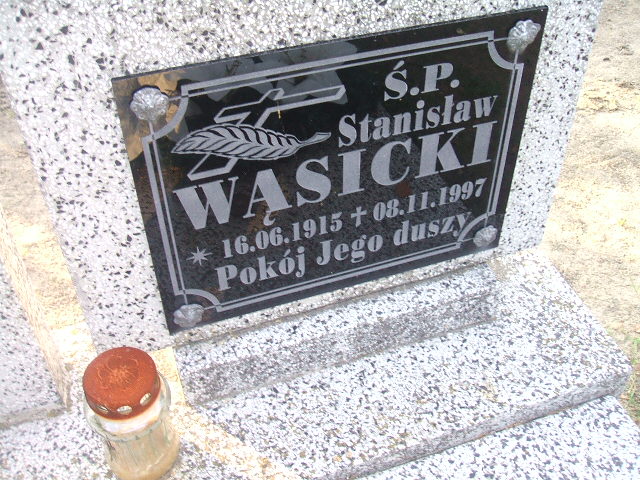 Ś.P.
Stanisław
WĄSICKI
* 16.06.1915 ✝ 08.11.1997
Pokój Jego duszy